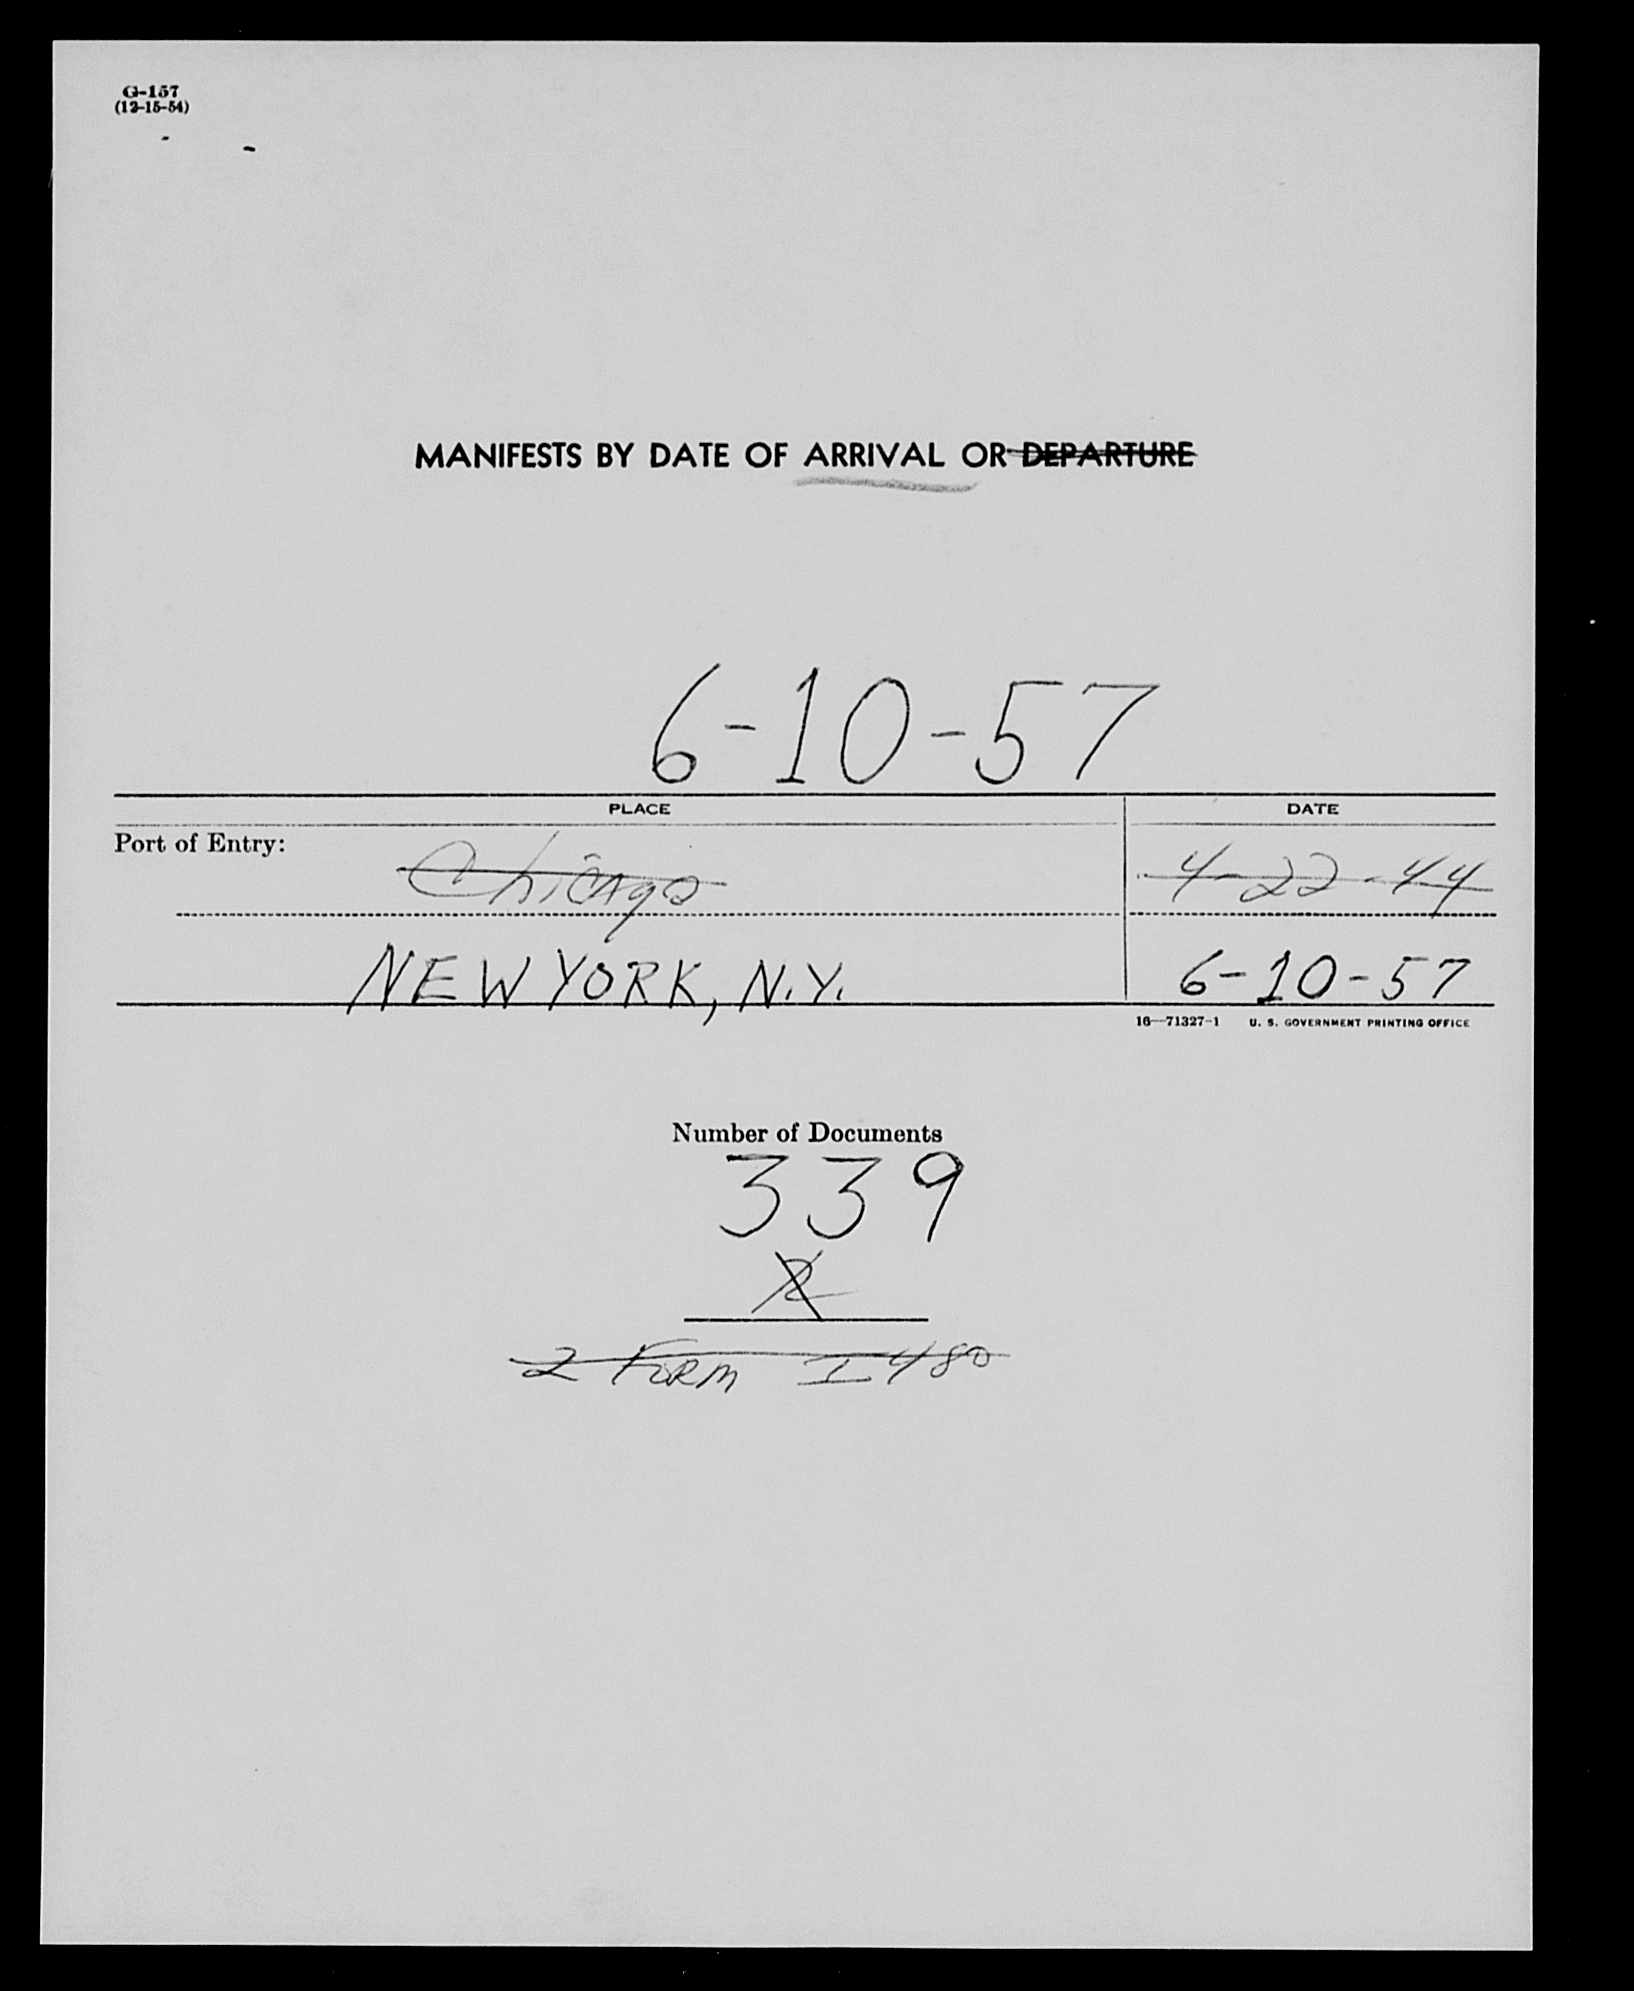 G-157
(12-15-54)
MANIFESTS BY DATE OF ARRIVAL OR DEPARTURE
6-10-57
PLACE DATE
Port of Entry: Chicago 4-22-44
NEW YORK, N.Y. 6-10-57
16—71327-1 U. S. GOVERNMENT PRINTING OFFICE
Number of Documents
339
2
2 FORM I 480